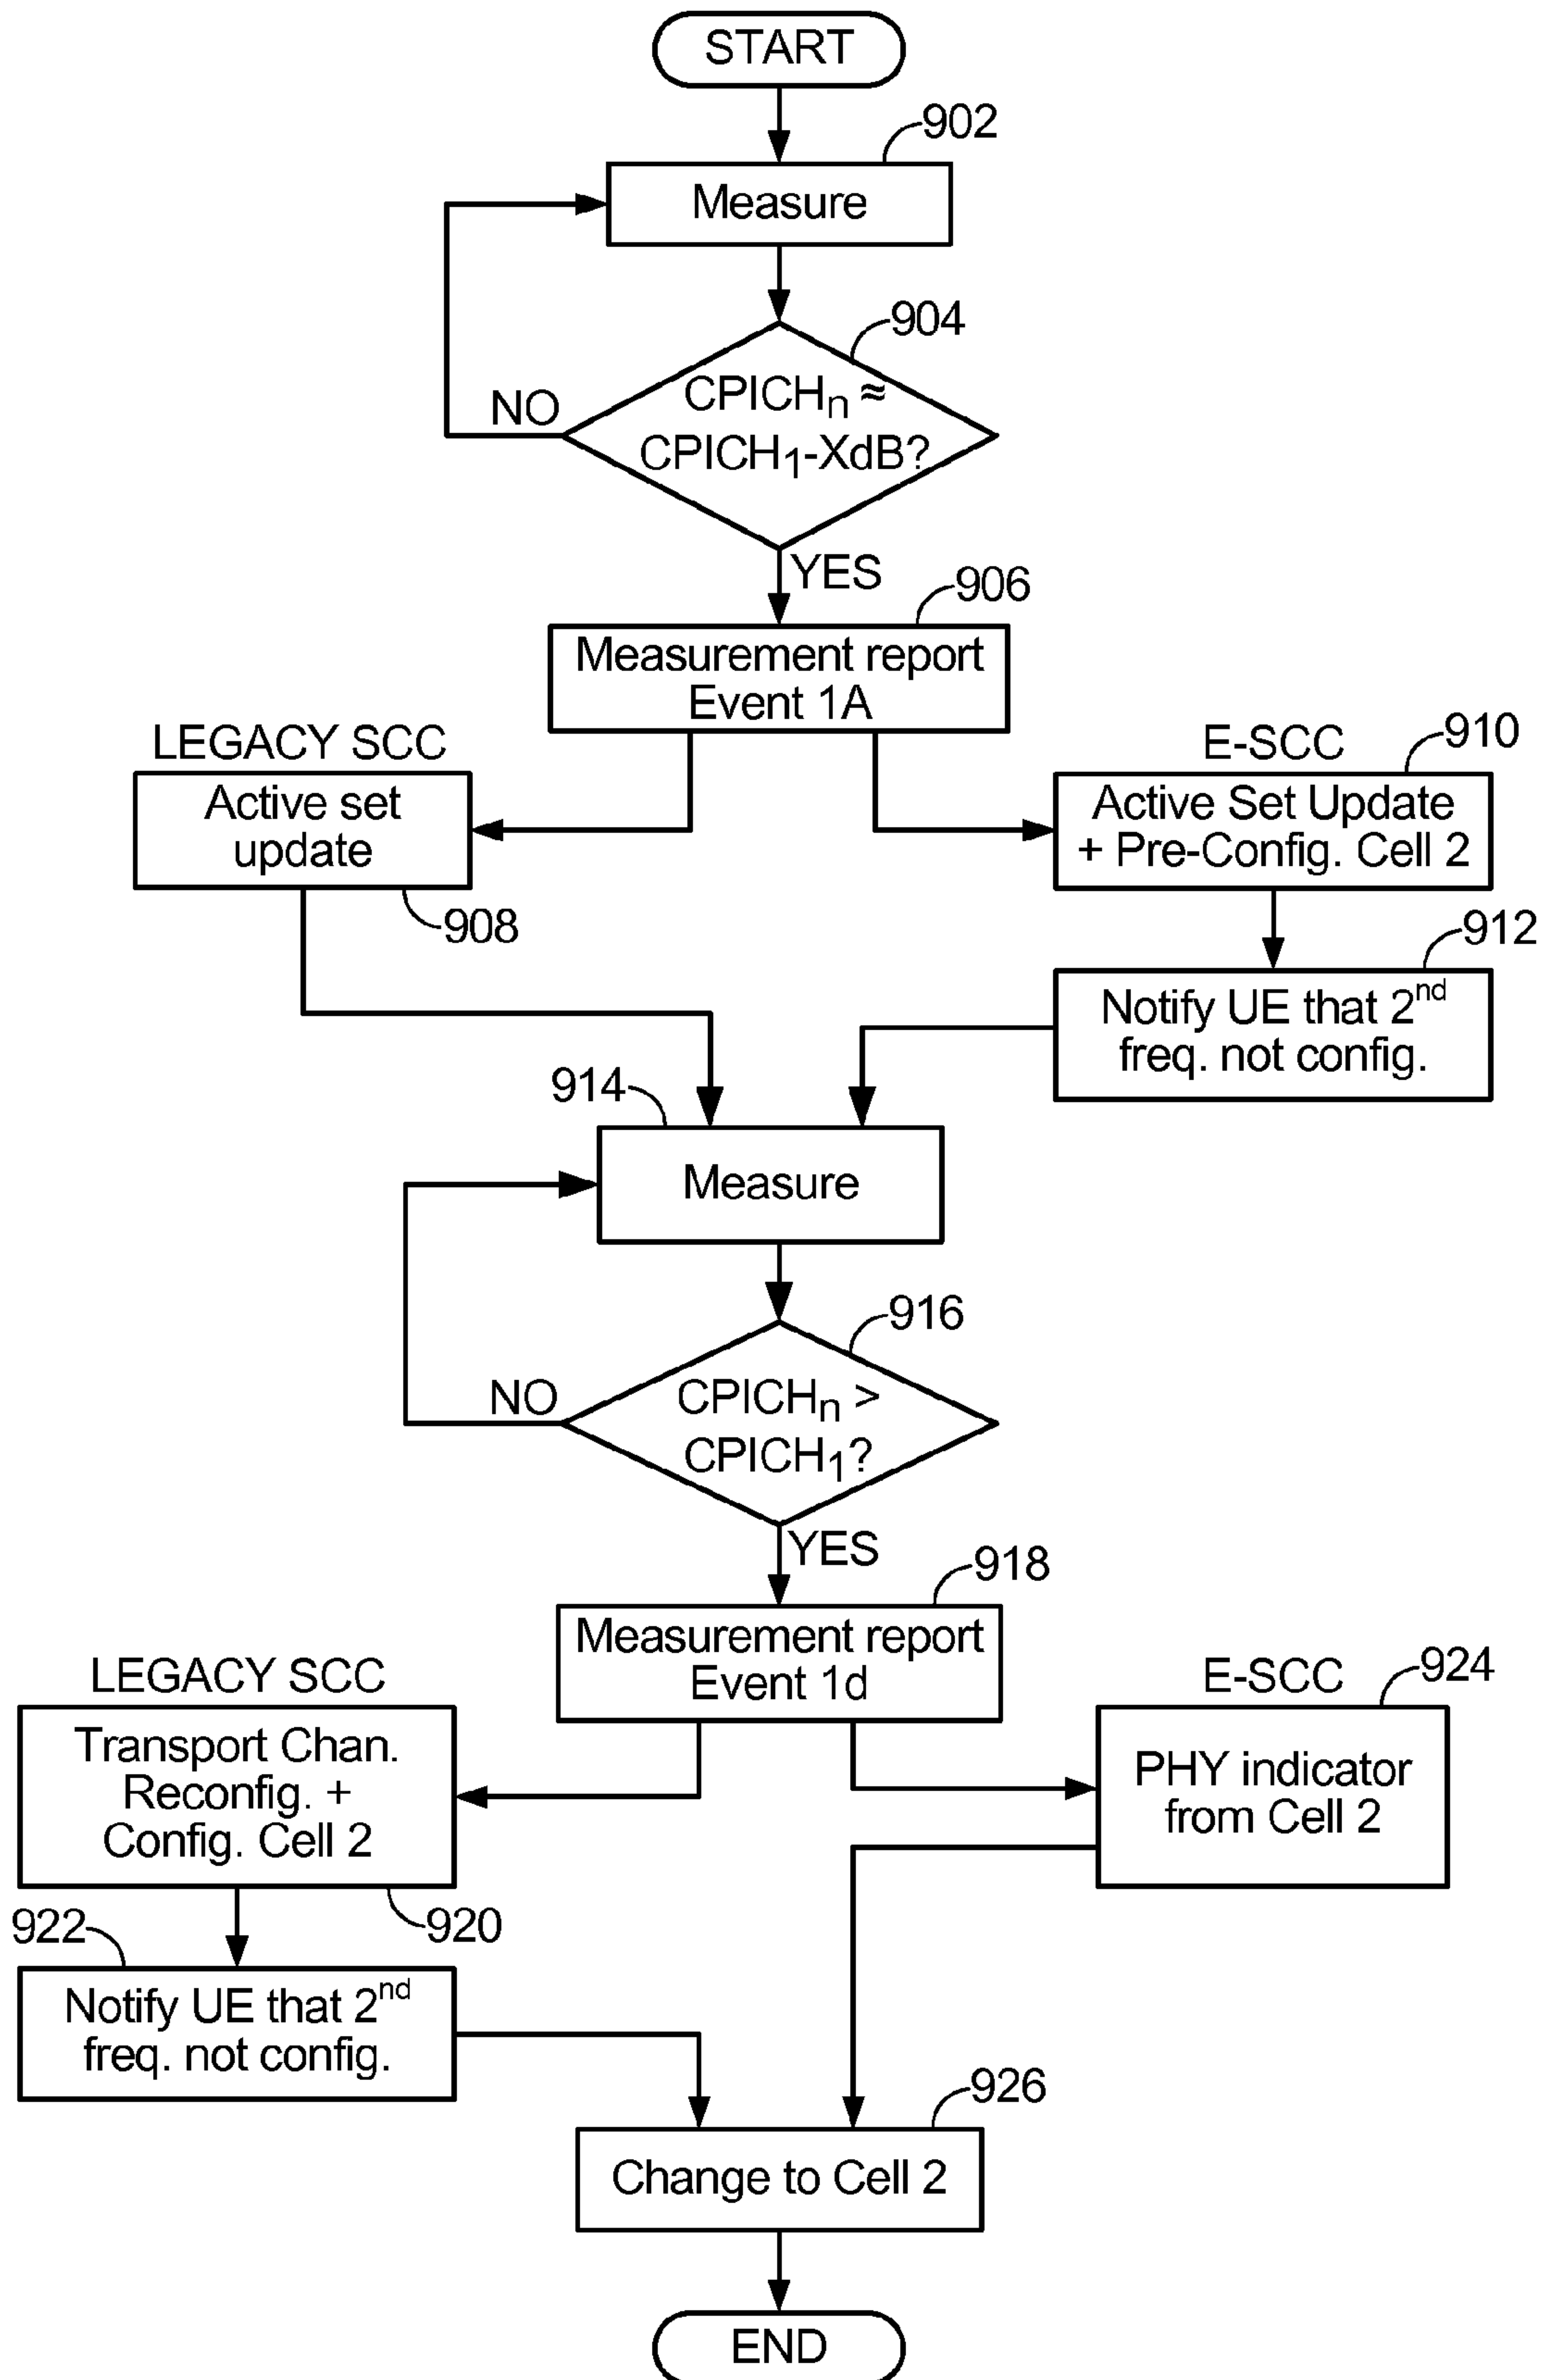 START
902
Measure
904
CPICHn ≈
CPICH1-XdB?
NO
YES
906
Measurement report
Event 1A
LEGACY SCC
Active set
update
908
E-SCC
910
Active Set Update
+ Pre-Config. Cell 2
912
Notify UE that 2nd
freq. not config.
914
Measure
916
CPICHn >
CPICH1?
NO
YES
918
Measurement report
Event 1d
LEGACY SCC
Transport Chan.
Reconfig. +
Config. Cell 2
920
922
Notify UE that 2nd
freq. not config.
E-SCC
924
PHY indicator
from Cell 2
926
Change to Cell 2
END